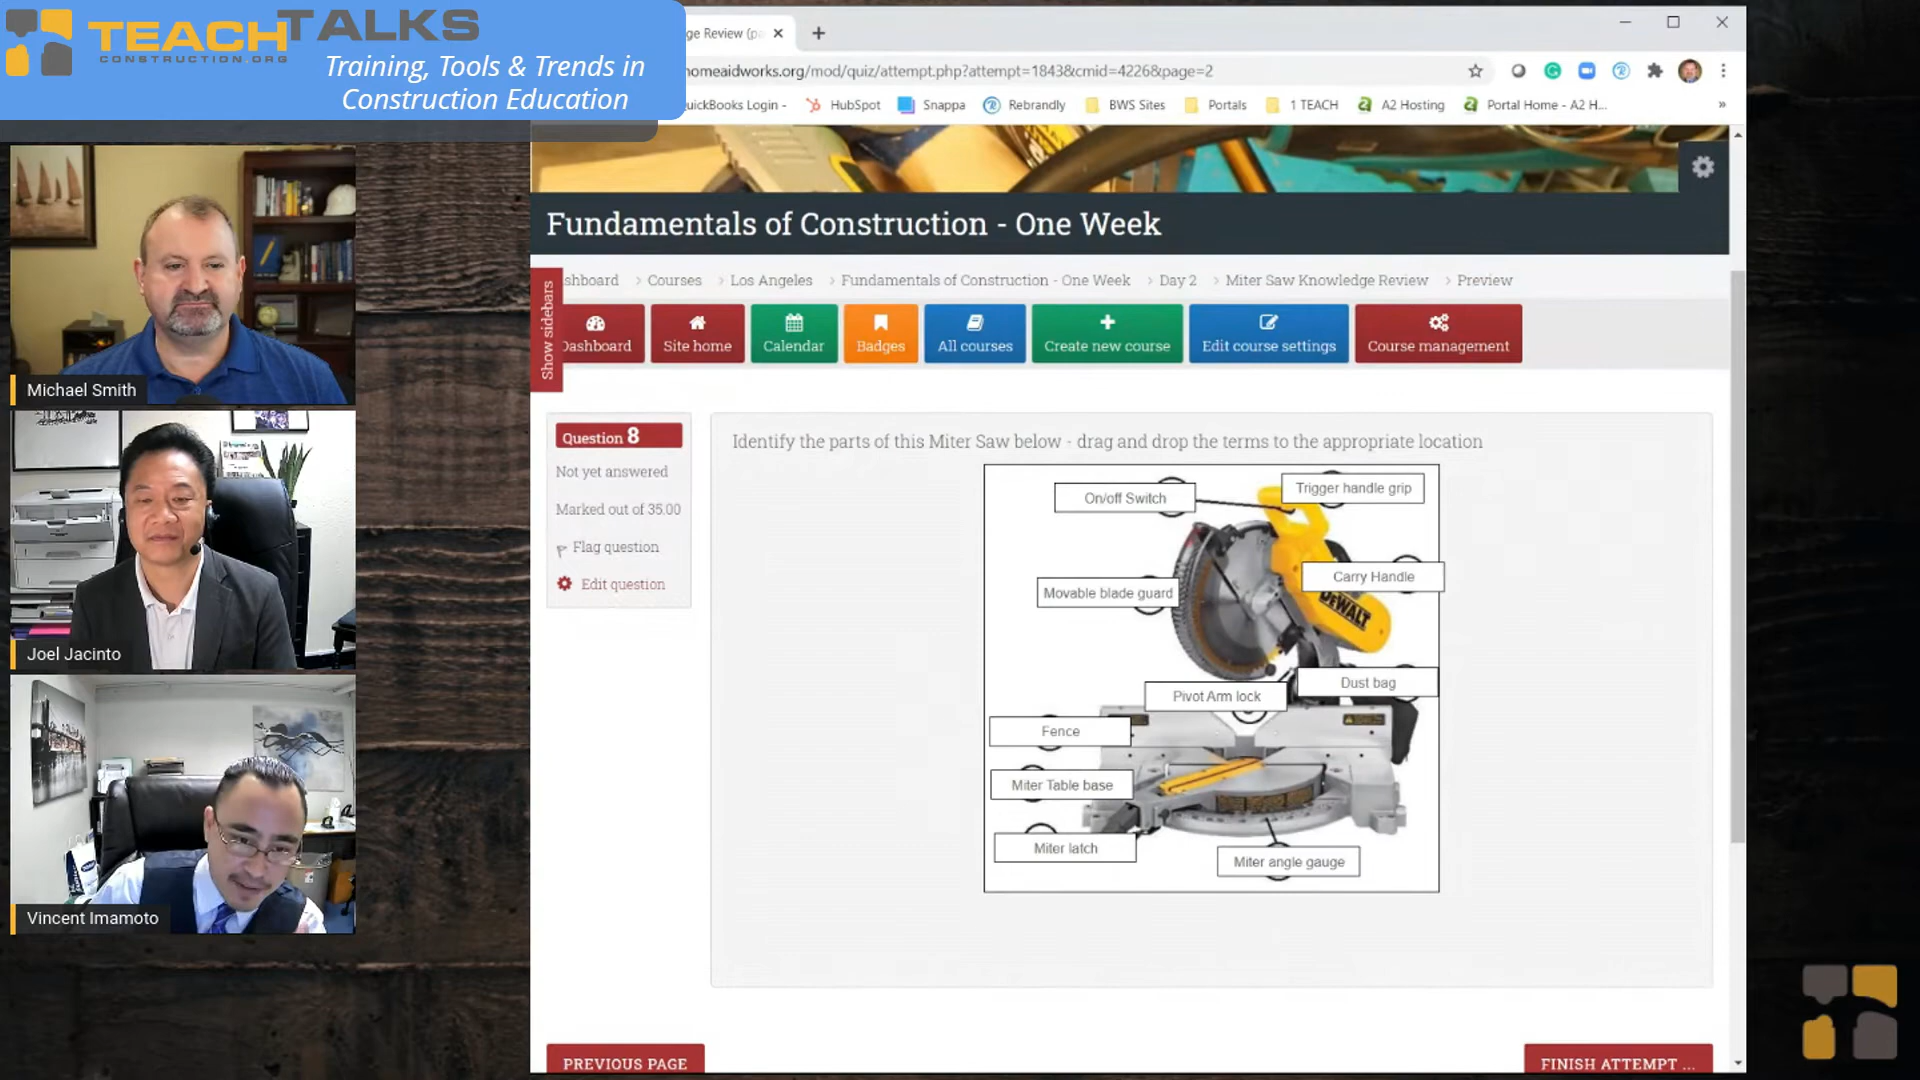 TEACH TALKS
CONSTRUCTION.ORG
Training, Tools & Trends in
Construction Education
ge Review (p
omeaidworks.org/mod/quiz/attempt.php?attempt=1843&cmid=4226&page=2
uickBooks Login -
HubSpot
Snappa
Rebrandly
BWS Sites
Portals
1 TEACH
A2 Hosting
Portal Home - A2 H...
»
Fundamentals of Construction - One Week
shboard
Courses
Los Angeles
Fundamentals of Construction - One Week
Day 2
Miter Saw Knowledge Review
Preview
Show sidebars
Dashboard
Site home
Calendar
Badges
All courses
Create new course
Edit course settings
Course management
Question 8
Not yet answered
Marked out of 35.00
Flag question
Edit question
Identify the parts of this Miter Saw below - drag and drop the terms to the appropriate location
On/off Switch
Trigger handle grip
Carry Handle
Movable blade guard
DEWALT
Dust bag
Pivot Arm lock
Fence
Miter Table base
Miter latch
Miter angle gauge
PREVIOUS PAGE
FINISH ATTEMPT ...
Michael Smith
Joel Jacinto
Vincent Imamoto